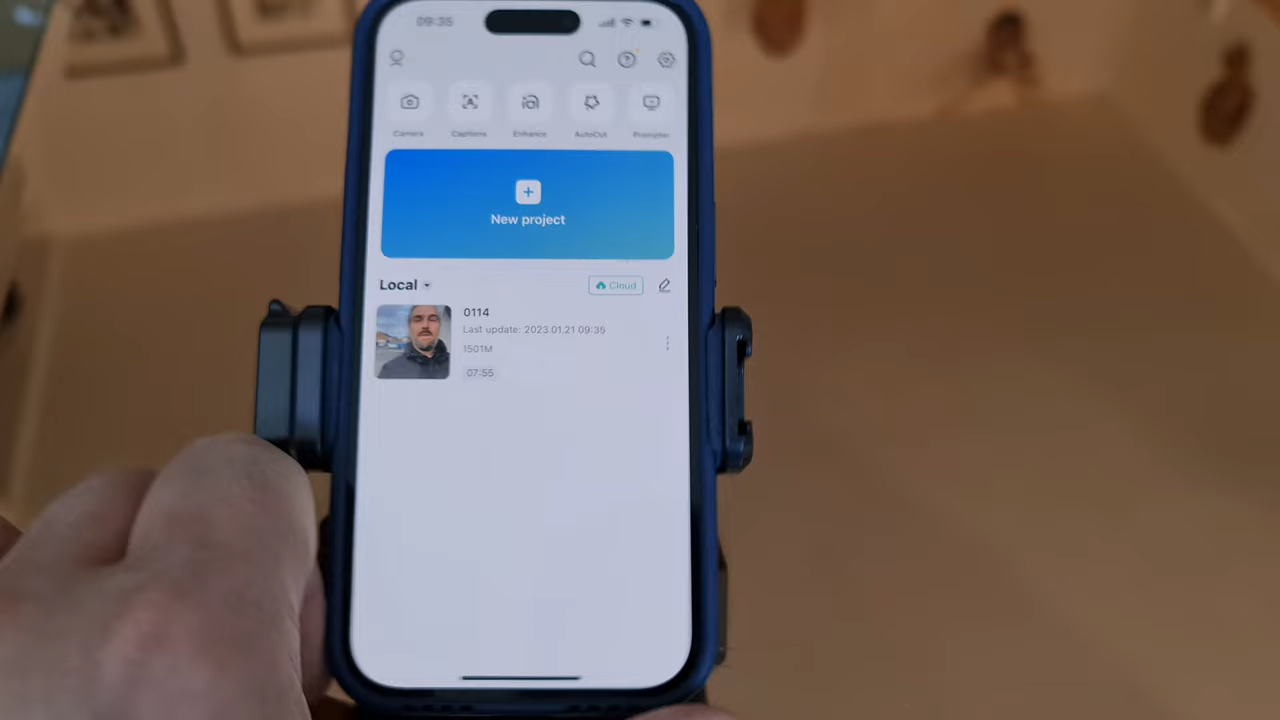 09:35
Camera Captions Enhance AutoCut Prompter
New project
Local Cloud
0114
Last update: 2023.01.21 09:35
1501M
07:55